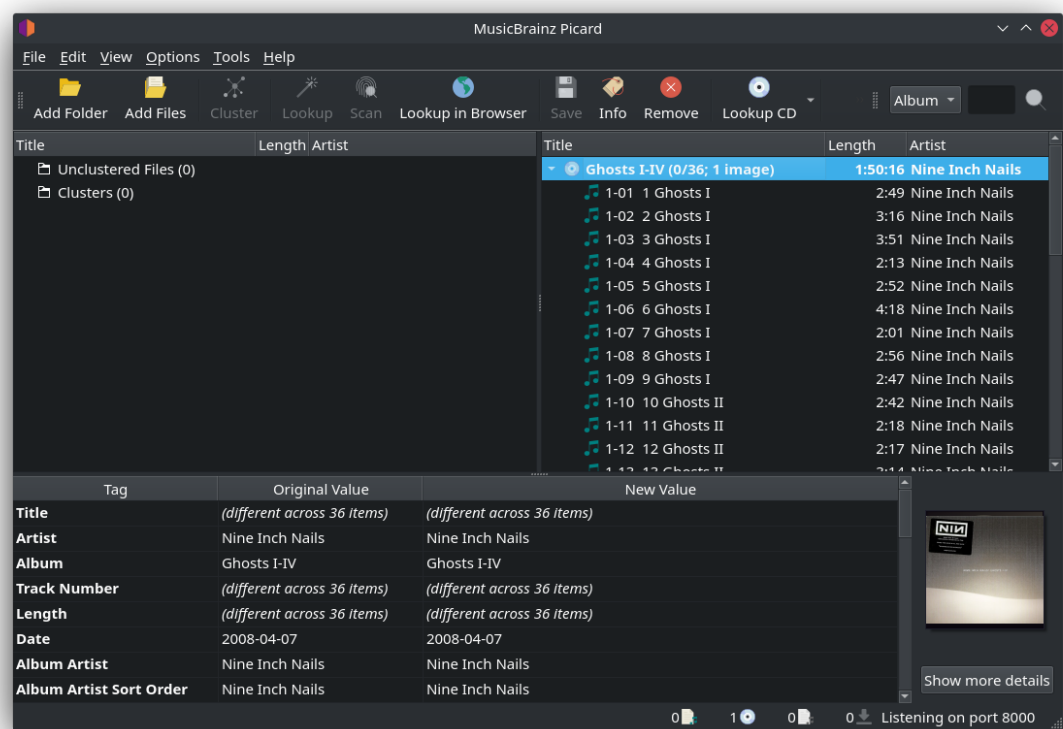 MusicBrainz Picard
File Edit View Options Tools Help
Add Folder Add Files Cluster Lookup Scan Lookup in Browser Save Info Remove Lookup CD Album
Title Length Artist
Unclustered Files (0)
Clusters (0)
Title Length Artist
Ghosts I-IV (0/36; 1 image) 1:50:16 Nine Inch Nails
1-01 1 Ghosts I 2:49 Nine Inch Nails
1-02 2 Ghosts I 3:16 Nine Inch Nails
1-03 3 Ghosts I 3:51 Nine Inch Nails
1-04 4 Ghosts I 2:13 Nine Inch Nails
1-05 5 Ghosts I 2:52 Nine Inch Nails
1-06 6 Ghosts I 4:18 Nine Inch Nails
1-07 7 Ghosts I 2:01 Nine Inch Nails
1-08 8 Ghosts I 2:56 Nine Inch Nails
1-09 9 Ghosts I 2:47 Nine Inch Nails
1-10 10 Ghosts II 2:42 Nine Inch Nails
1-11 11 Ghosts II 2:18 Nine Inch Nails
1-12 12 Ghosts II 2:17 Nine Inch Nails
1-13 13 Ghosts II 3:14 Nine Inch Nails
Tag Original Value New Value
Title (different across 36 items) (different across 36 items)
Artist Nine Inch Nails Nine Inch Nails
Album Ghosts I-IV Ghosts I-IV
Track Number (different across 36 items) (different across 36 items)
Length (different across 36 items) (different across 36 items)
Date 2008-04-07 2008-04-07
Album Artist Nine Inch Nails Nine Inch Nails
Album Artist Sort Order Nine Inch Nails Nine Inch Nails
NIN
Show more details
0 1 0 0 Listening on port 8000